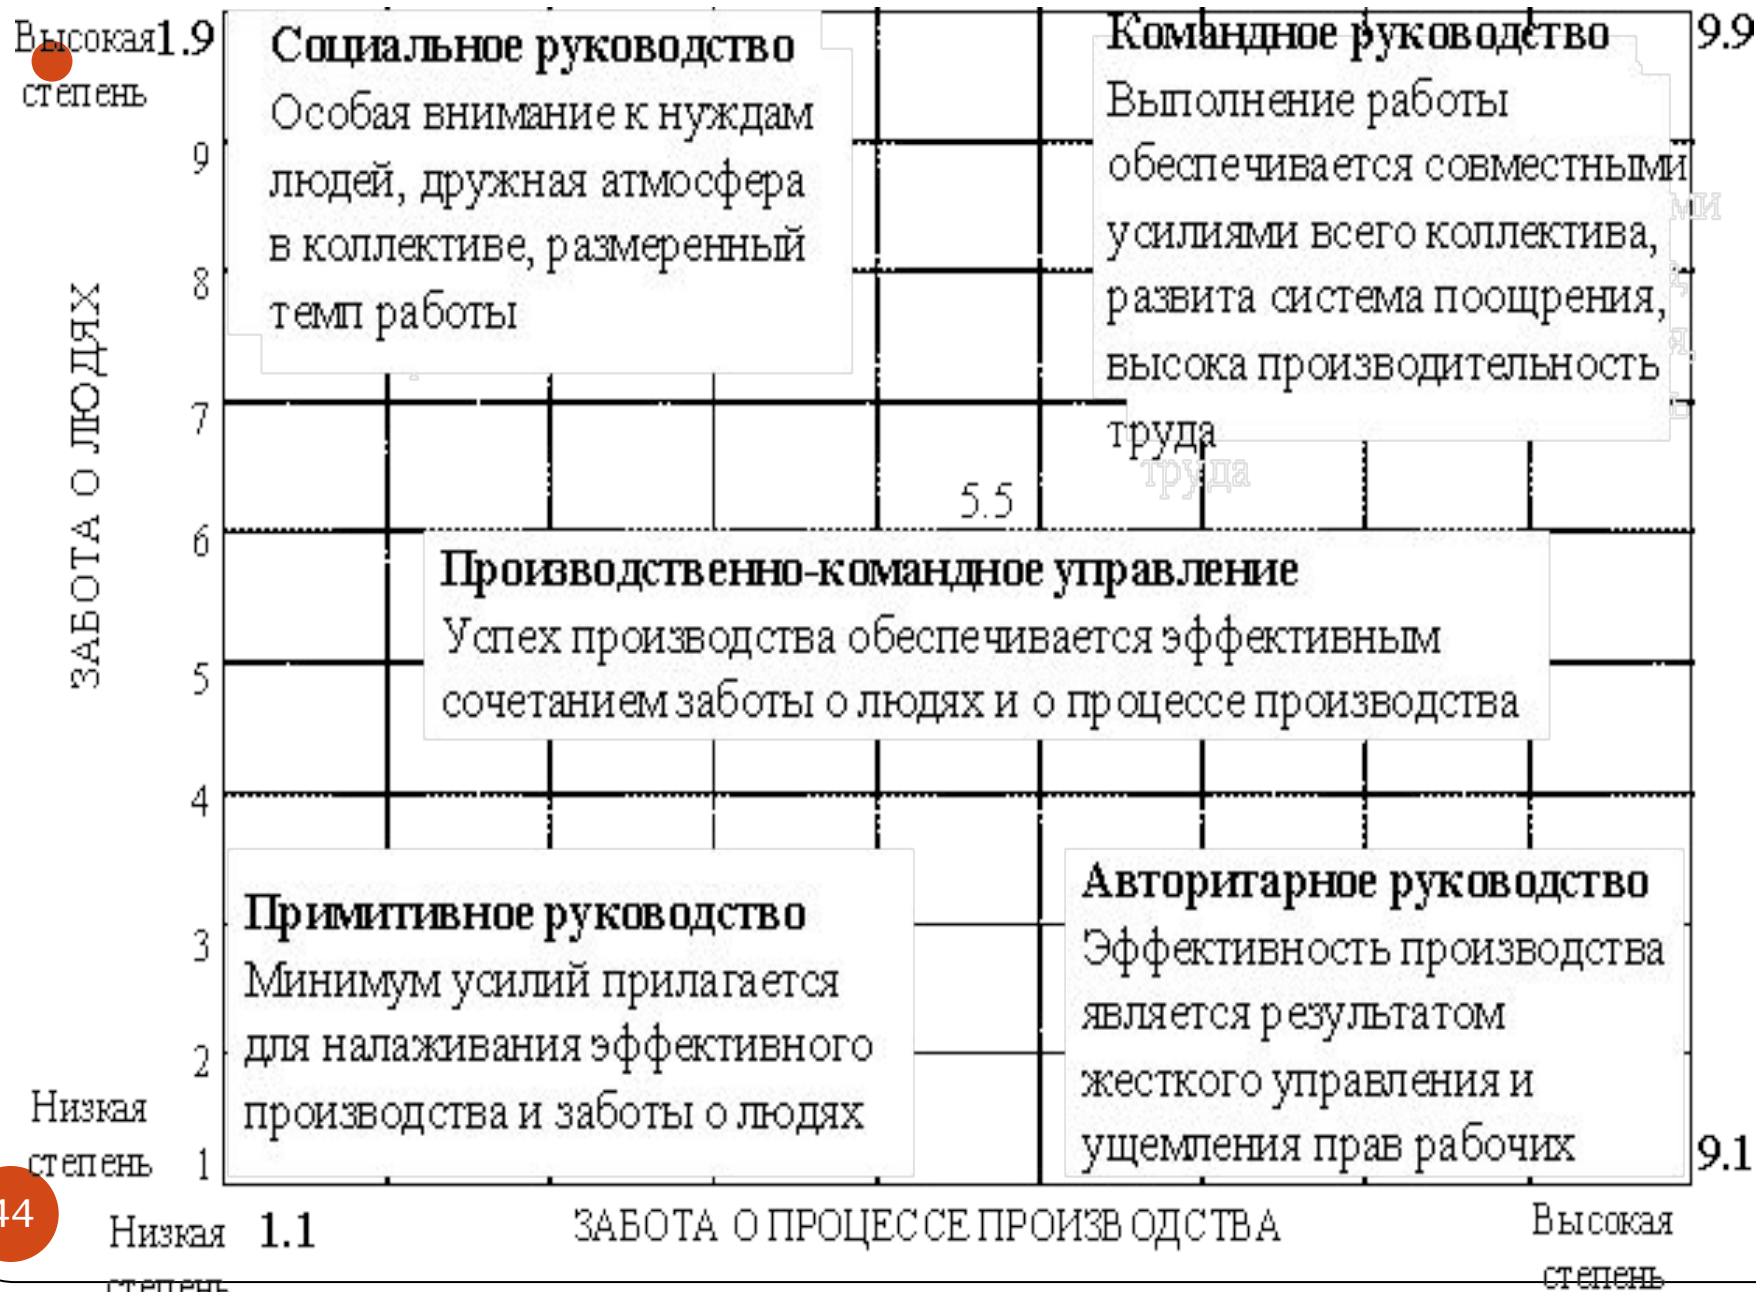 Высокая 1.9
степень
Социальное руководство
Особая внимание к нуждам
людей, дружная атмосфера
в коллективе, размеренный
темп работы
Командное руководство
Выполнение работы
обеспечивается совместными
усилиями всего коллектива,
развита система поощрения,
высока производительность
труда
9.9
ми
труда
9
8
7
6
5
4
3
2
1
ЗАБОТА О ЛЮДЯХ
5.5
Производственно-командное управление
Успех производства обеспечивается эффективным
сочетанием заботы о людях и о процессе производства
Примитивное руководство
Минимум усилий прилагается
для налаживания эффективного
производства и заботы о людях
Авторитарное руководство
Эффективность производства
является результатом
жесткого управления и
ущемления прав рабочих
9.1
Низкая
степень
44
Низкая 1.1
степень
ЗАБОТА О ПРОЦЕССЕ ПРОИЗВОДСТВА
Высокая
степень